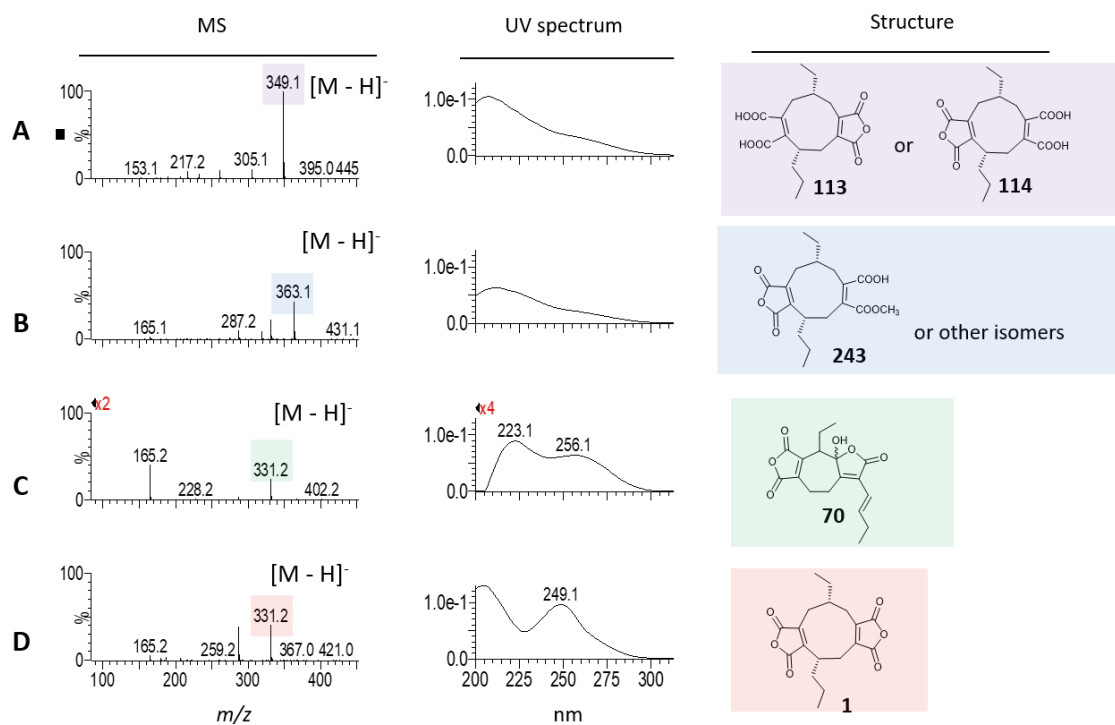 MS UV spectrum Structure
A
100
%
0
349.1
[M - H]-
153.1 217.2 305.1 395.0 445
1.0e-1
0.0
HOOC
HOOC
O
O
O
113
or
O
O
O
COOH
COOH
114
B
100
%
0
[M - H]-
363.1
165.1 287.2 431.1
1.0e-1
0.0
O
O
O
COOH
COOCH3
243
or other isomers
C
x2
100
%
0
[M - H]-
165.2
331.2
228.2 402.2
x4
1.0e-1
0.0
223.1 256.1
O
O
O
OH
O
O
70
D
100
%
0
[M - H]-
331.2
165.2 259.2 367.0 421.0
100 200 300 400
m/z
1.0e-1
0.0
249.1
200 225 250 275 300
nm
O
O
O
O
O
O
1